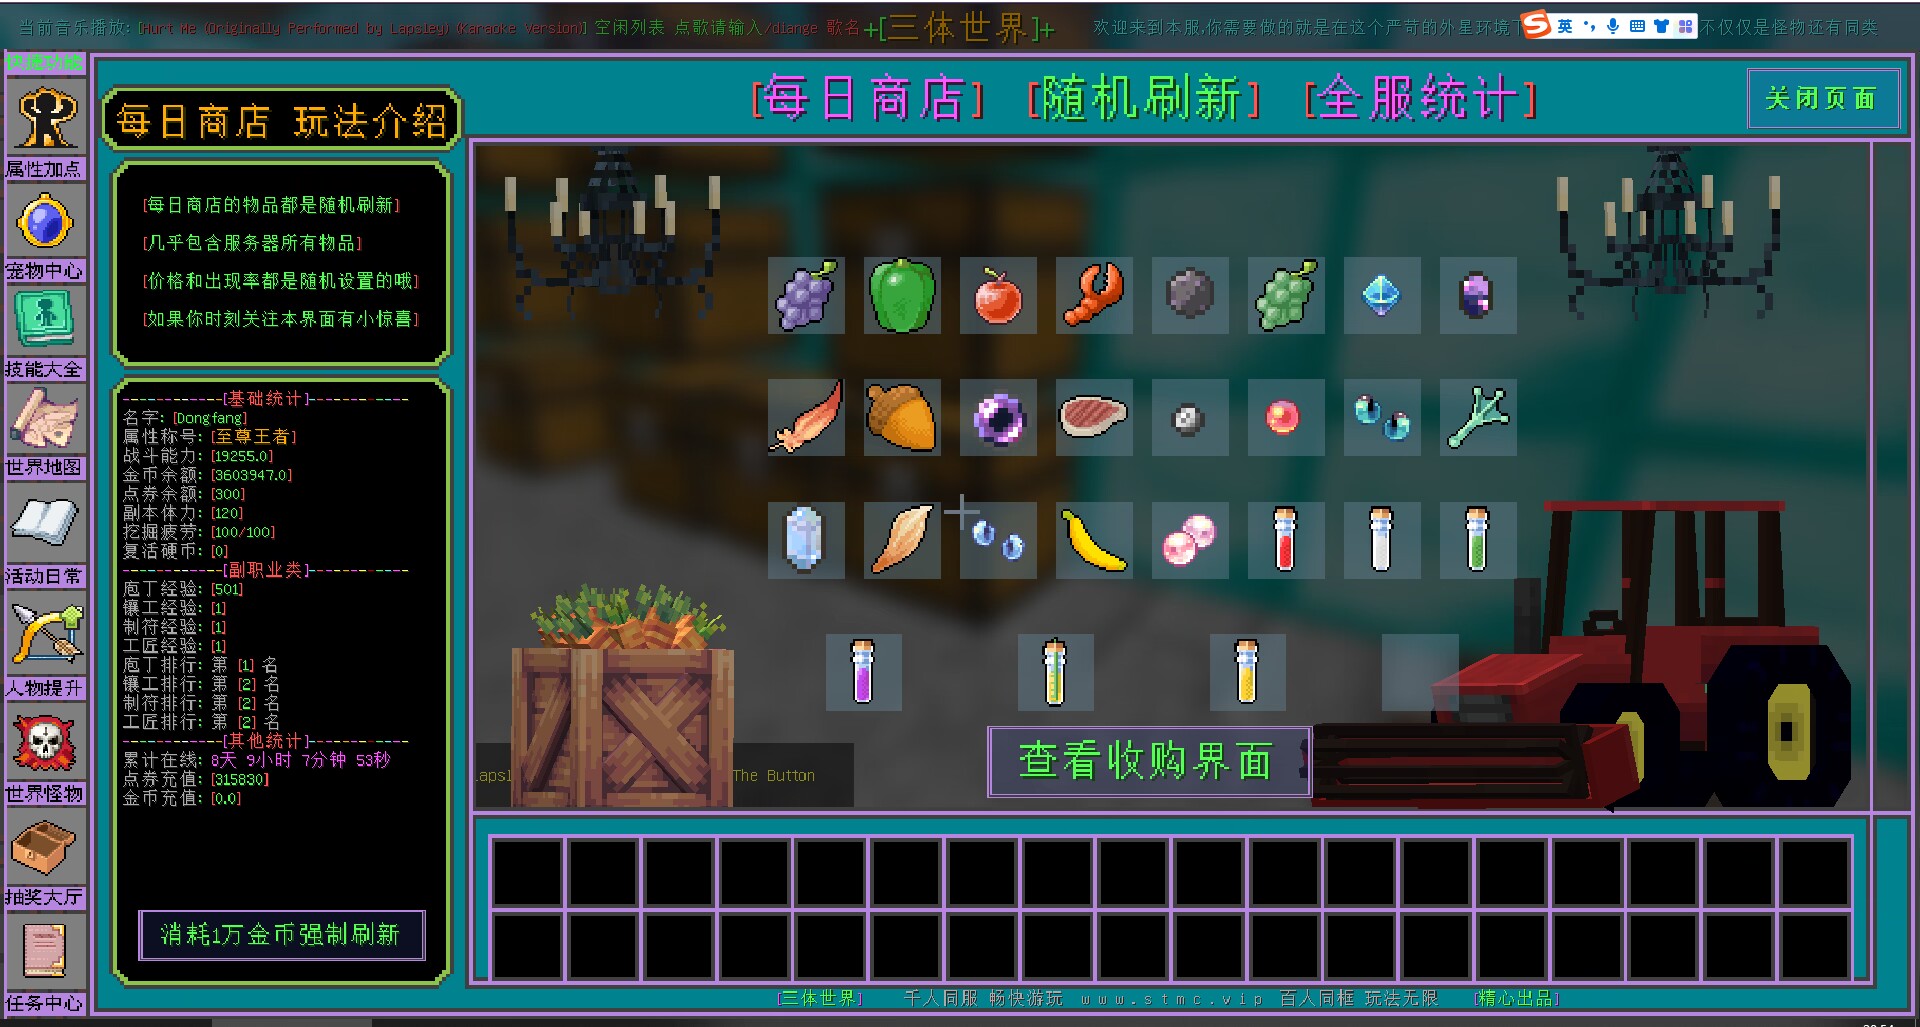 当前音乐播放: [Hurt Me (Originally Performed by Lapsley) (Karaoke Version)] 空闲列表 点歌请输入/diange 歌名
+[三体世界]+
欢迎来到本服,你需要做的就是在这个严苛的外星环境下
英
不仅仅是怪物还有同类
快捷功能
属性加点
宠物中心
技能大全
世界地图
活动日常
人物提升
世界怪物
抽奖大厅
任务中心
每日商店 玩法介绍
[每日商店] [随机刷新] [全服统计]
关闭页面
[每日商店的物品都是随机刷新]
[几乎包含服务器所有物品]
[价格和出现率都是随机设置的哦]
[如果你时刻关注本界面有小惊喜]
------------[基础统计]------------
名字: [Dongfang]
属性称号: [至尊王者]
战斗能力: [19255.0]
金币余额: [3603947.0]
点券余额: [300]
副本体力: [120]
挖掘疲劳: [100/100]
复活硬币: [0]
------------[副职业类]------------
庖丁经验: [501]
镶工经验: [1]
制符经验: [1]
工匠经验: [1]
庖丁排行: 第 [1] 名
镶工排行: 第 [2] 名
制符排行: 第 [2] 名
工匠排行: 第 [2] 名
------------[其他统计]------------
累计在线: 8天 9小时 7分钟 53秒
点券充值: [315830]
金币充值: [0.0]
消耗1万金币强制刷新
The Button
查看收购界面
[三体世界] 千人同服 畅快游玩 www.stmc.vip 百人同框 玩法无限 [精心出品]